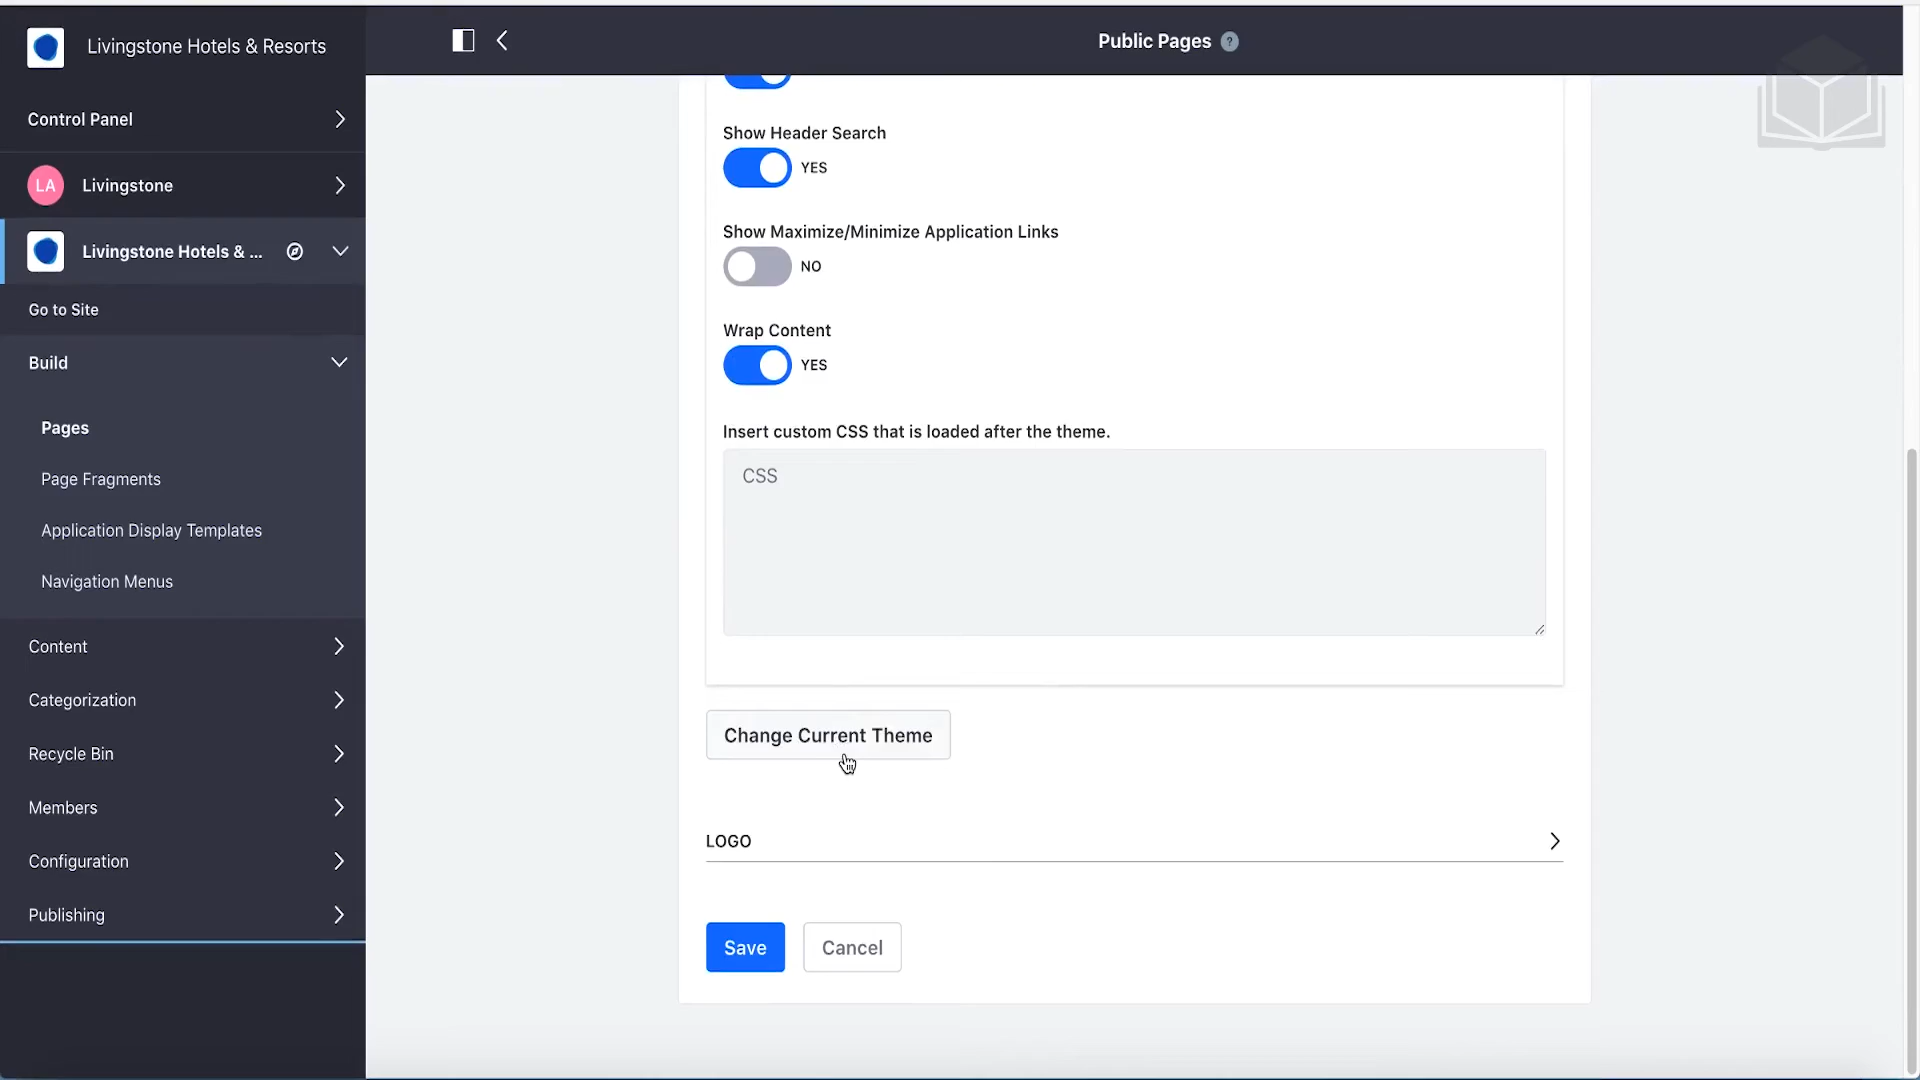 Livingstone Hotels & Resorts
Public Pages ?
Control Panel
LA Livingstone
Livingstone Hotels & ...
Go to Site
Build
Pages
Page Fragments
Application Display Templates
Navigation Menus
Content
Categorization
Recycle Bin
Members
Configuration
Publishing
Show Header Search
YES
Show Maximize/Minimize Application Links
NO
Wrap Content
YES
Insert custom CSS that is loaded after the theme.
CSS
Change Current Theme
LOGO
Save Cancel